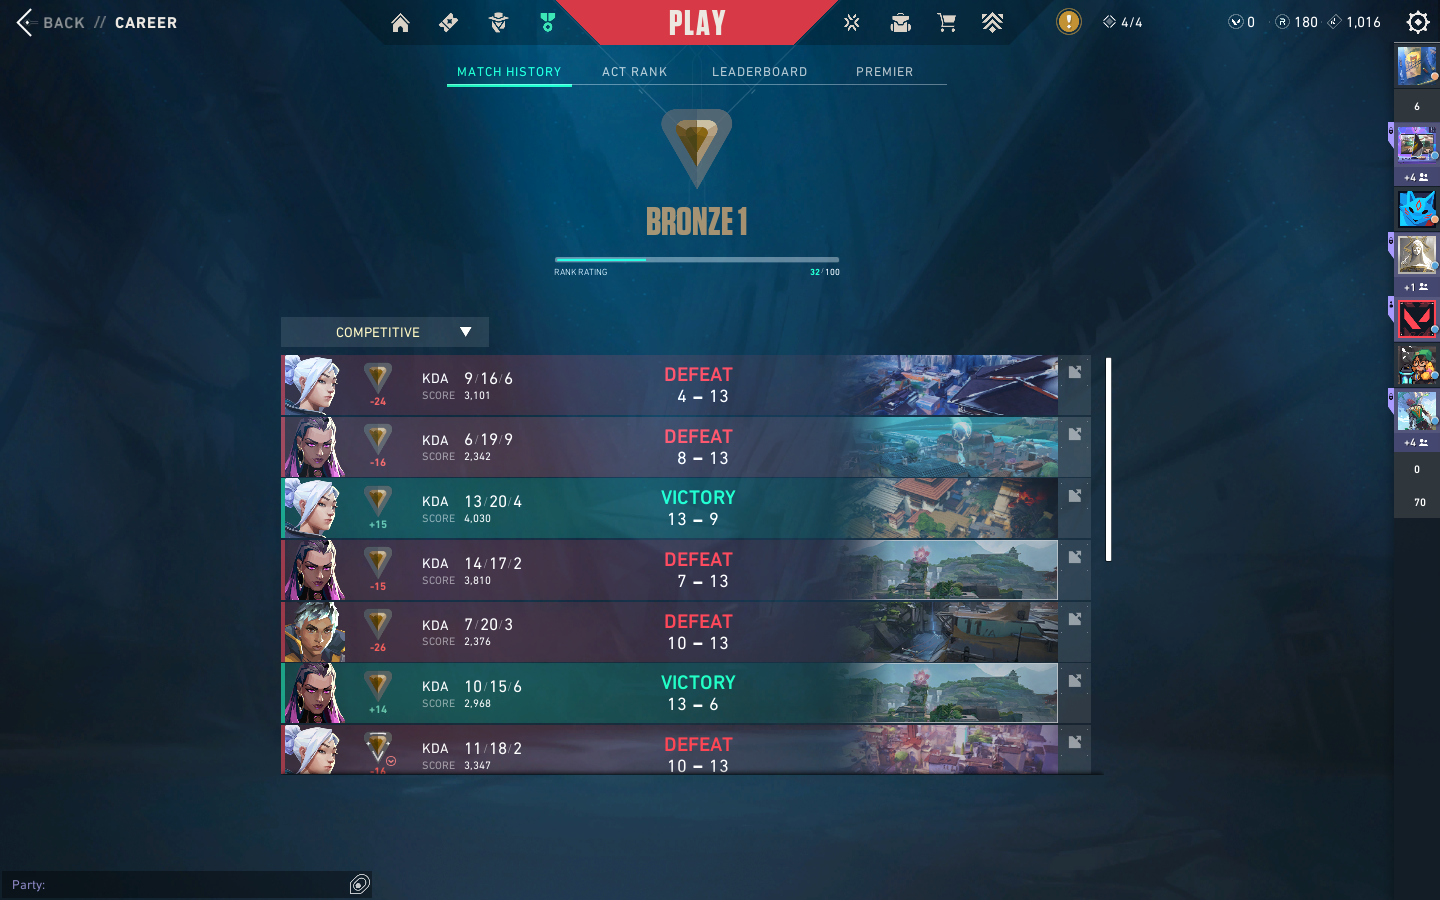 BACK // CAREER
PLAY
4/4
0
180
1,016
MATCH HISTORY
ACT RANK
LEADERBOARD
PREMIER
BRONZE 1
RANK RATING
32/100
COMPETITIVE
-24
KDA 9/16/6
SCORE 3,101
DEFEAT
4 – 13
-16
KDA 6/19/9
SCORE 2,342
DEFEAT
8 – 13
+15
KDA 13/20/4
SCORE 4,030
VICTORY
13 – 9
-15
KDA 14/17/2
SCORE 3,810
DEFEAT
7 – 13
-26
KDA 7/20/3
SCORE 2,376
DEFEAT
10 – 13
+14
KDA 10/15/6
SCORE 2,968
VICTORY
13 – 6
-16
KDA 11/18/2
SCORE 3,347
DEFEAT
10 – 13
6
+4
+1
+4
0
70
Party: